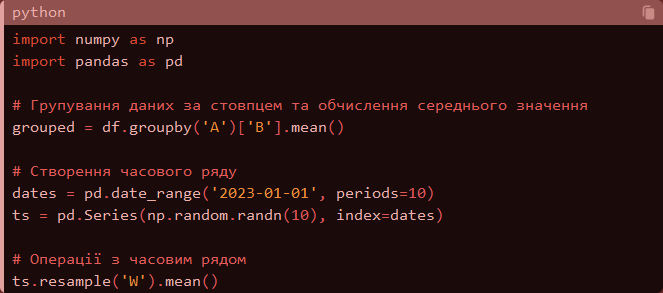 python
import numpy as np
import pandas as pd
# Групування даних за стовпцем та обчислення середнього значення
grouped = df.groupby('A')['B'].mean()
# Створення часового ряду
dates = pd.date_range('2023-01-01', periods=10)
ts = pd.Series(np.random.randn(10), index=dates)
# Операції з часовим рядом
ts.resample('W').mean()